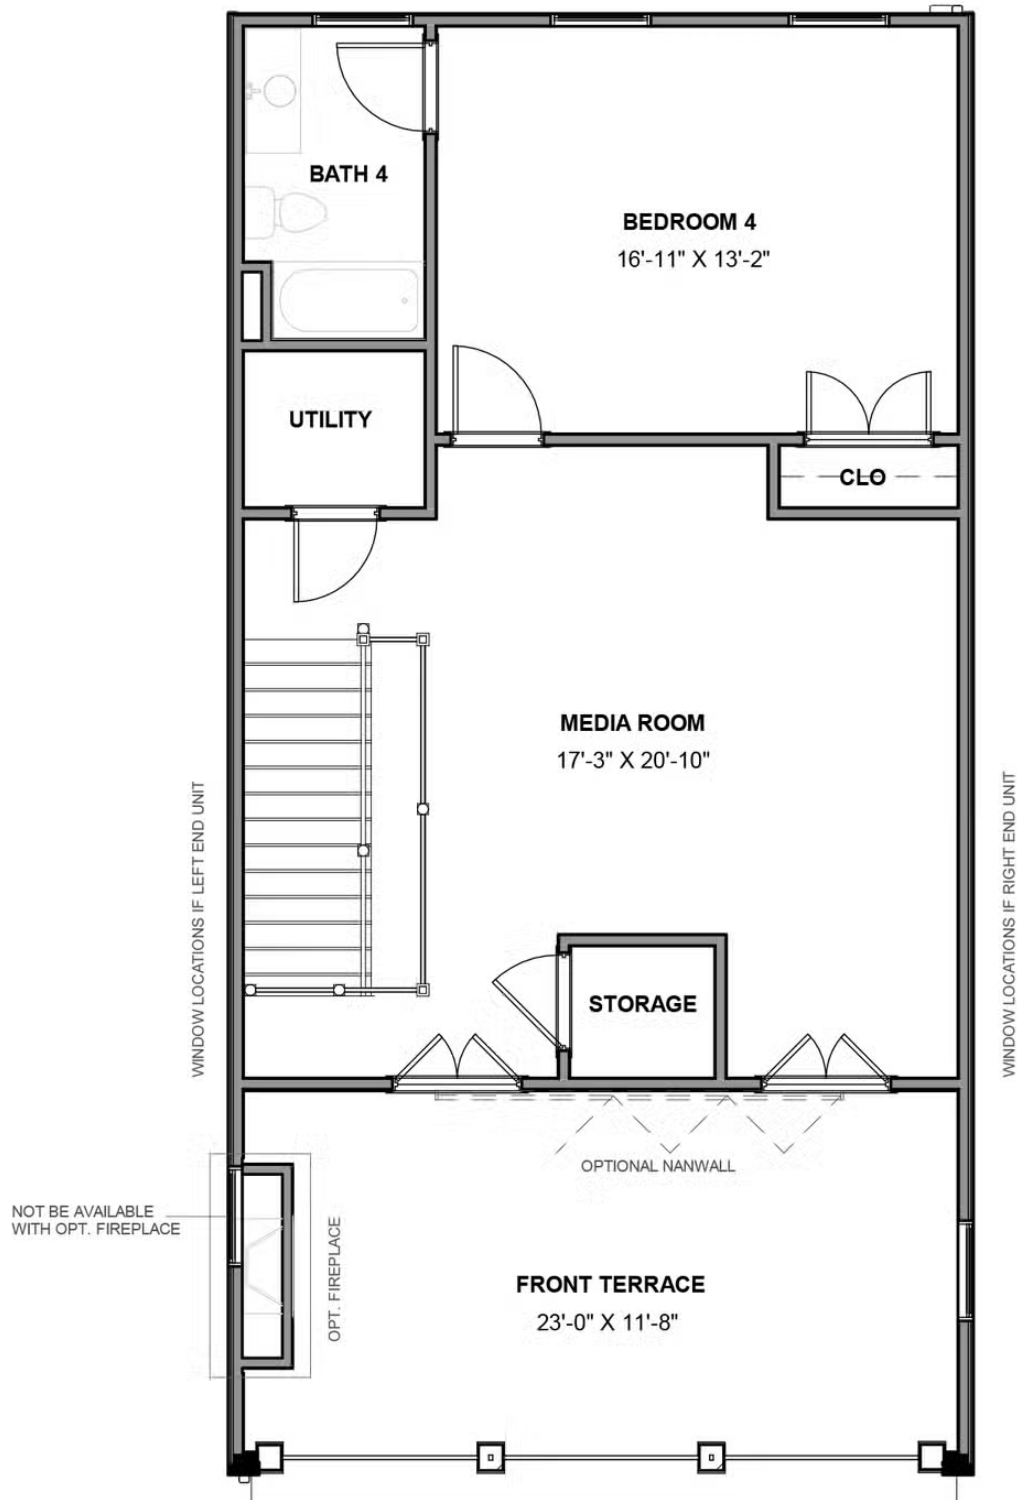 BATH 4
BEDROOM 4
16'-11" X 13'-2"
UTILITY
CLO
MEDIA ROOM
17'-3" X 20'-10"
WINDOW LOCATIONS IF LEFT END UNIT
WINDOW LOCATIONS IF RIGHT END UNIT
STORAGE
OPTIONAL NANWALL
NOT BE AVAILABLE
WITH OPT. FIREPLACE
OPT. FIREPLACE
FRONT TERRACE
23'-0" X 11'-8"